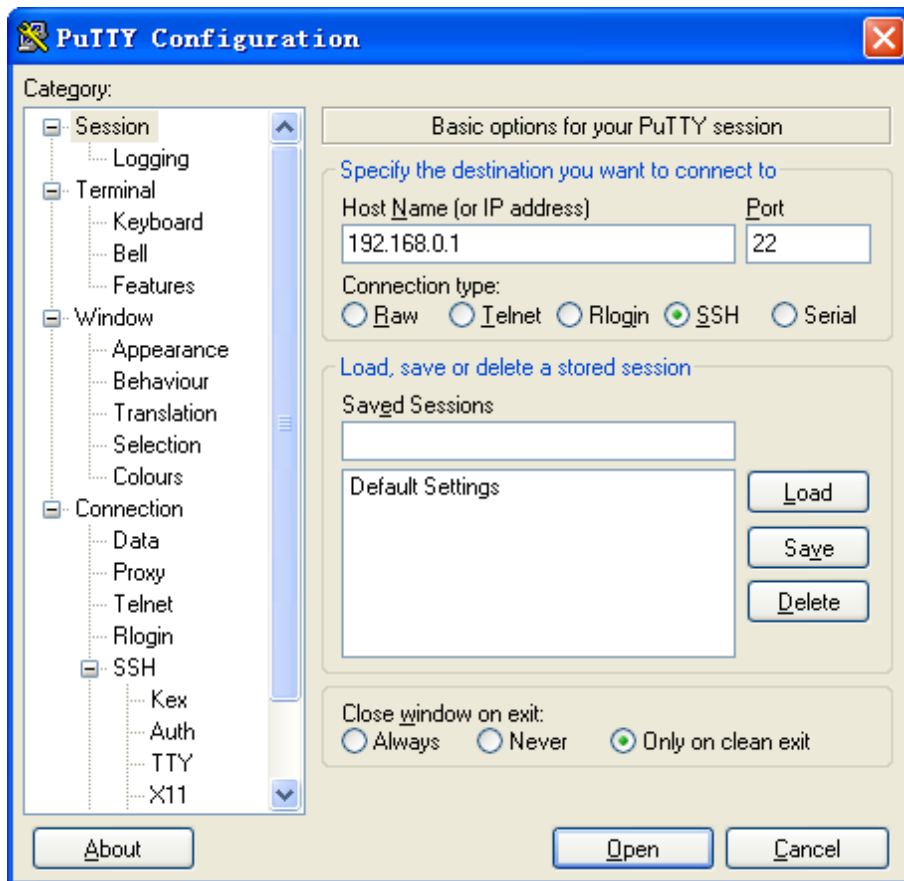 PuTTY Configuration
Category:
Session
Logging
Terminal
Keyboard
Bell
Features
Window
Appearance
Behaviour
Translation
Selection
Colours
Connection
Data
Proxy
Telnet
Rlogin
SSH
Kex
Auth
TTY
X11
Basic options for your PuTTY session
Specify the destination you want to connect to
Host Name (or IP address) Port
192.168.0.1 22
Connection type:
Raw Telnet Rlogin SSH Serial
Load, save or delete a stored session
Saved Sessions
Default Settings
Load
Save
Delete
Close window on exit:
Always Never Only on clean exit
About Open Cancel